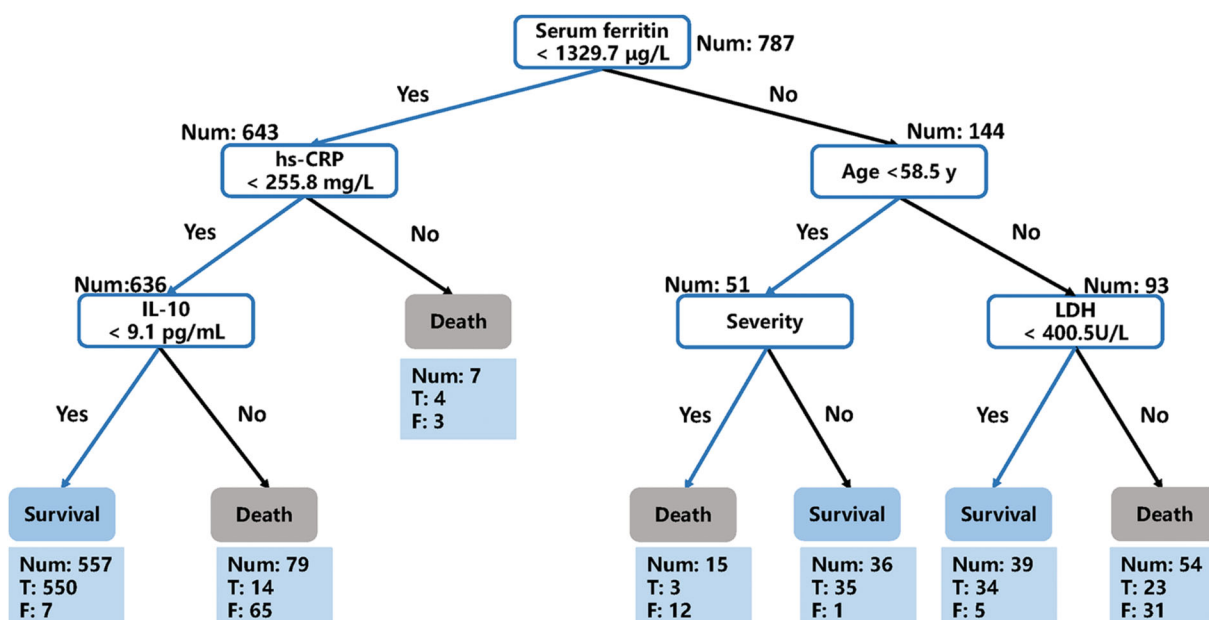 Serum ferritin
< 1329.7 μg/L
Num: 787
Yes
No
Num: 643
hs-CRP
< 255.8 mg/L
Num: 144
Age <58.5 y
Yes
No
Yes
No
Num:636
IL-10
< 9.1 pg/mL
Death
Num: 7
T: 4
F: 3
Num: 51
Severity
Num: 93
LDH
< 400.5U/L
Yes
No
Yes
No
Yes
No
Survival
Num: 557
T: 550
F: 7
Death
Num: 79
T: 14
F: 65
Death
Num: 15
T: 3
F: 12
Survival
Num: 36
T: 35
F: 1
Survival
Num: 39
T: 34
F: 5
Death
Num: 54
T: 23
F: 31